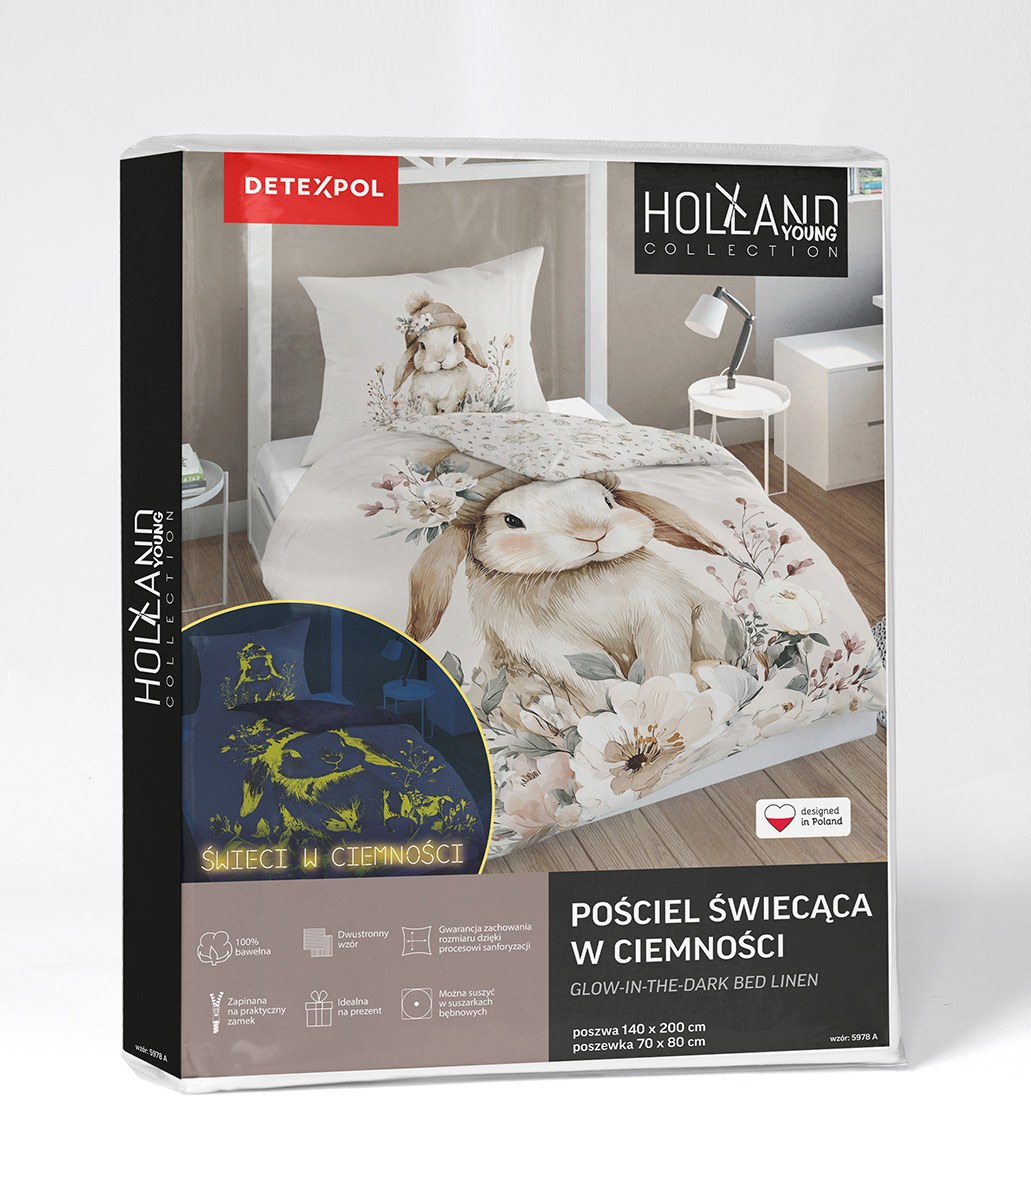 DETEXPOL
HOLLAND
YOUNG
COLLECTION
HOLLAND
YOUNG
COLLECTION
designed
in Poland
ŚWIECI W CIEMNOŚCI
100%
bawełna
Dwustronny
wzór
Gwarancja zachowania
rozmiaru dzięki
procesowi sanforyzacji
Zapinana
na praktyczny
zamek
Idealna
na prezent
Można suszyć
w suszarkach
bębnowych
POŚCIEL ŚWIECĄCA
W CIEMNOŚCI
GLOW-IN-THE-DARK BED LINEN
poszwa 140 x 200 cm
poszewka 70 x 80 cm
wzór: 5978 A
wzór: 5978 A